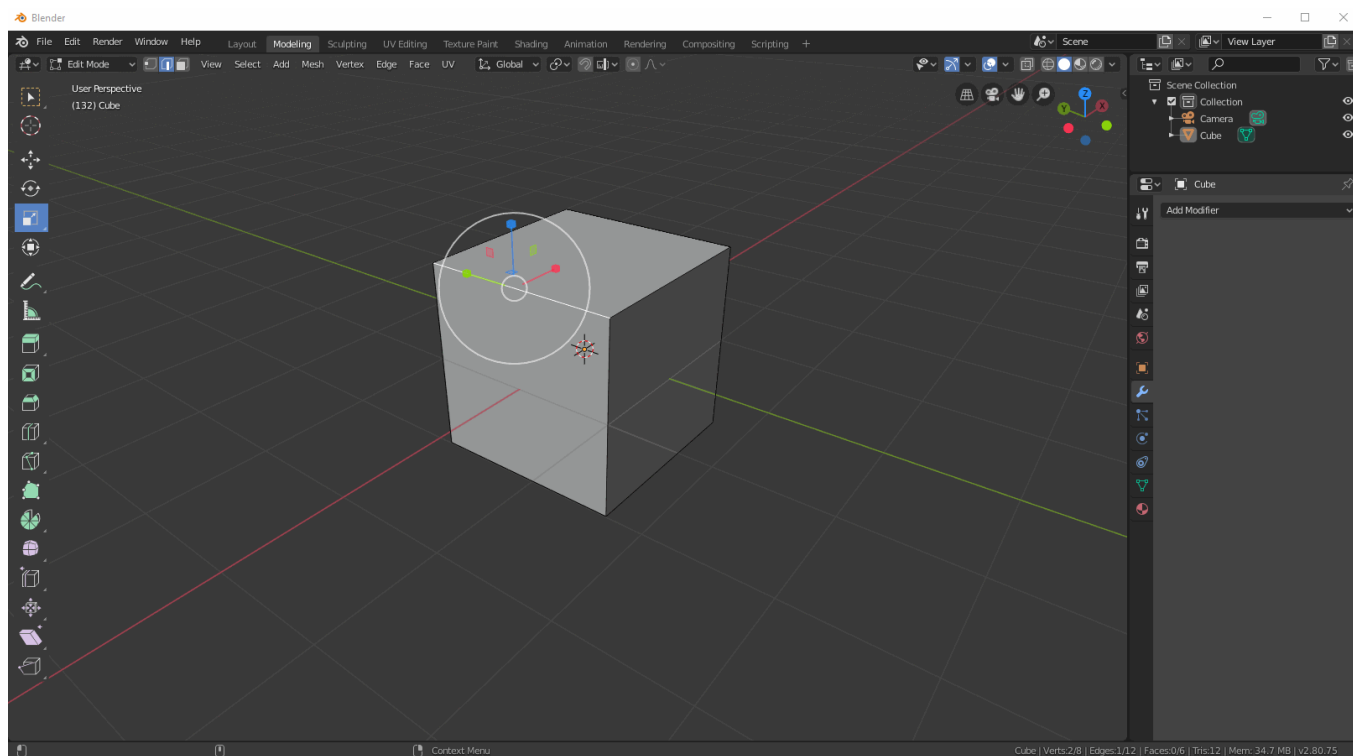 Blender
File Edit Render Window Help Layout Modeling Sculpting UV Editing Texture Paint Shading Animation Rendering Compositing Scripting + Scene View Layer
Edit Mode View Select Add Mesh Vertex Edge Face UV Global
User Perspective
(132) Cube
Z
Y
X
Scene Collection
Collection
Camera
Cube
Cube
Add Modifier
Context Menu
Cube | Verts:2/8 | Edges:1/12 | Faces:0/6 | Tris:12 | Mem: 34.7 MB | v2.80.75